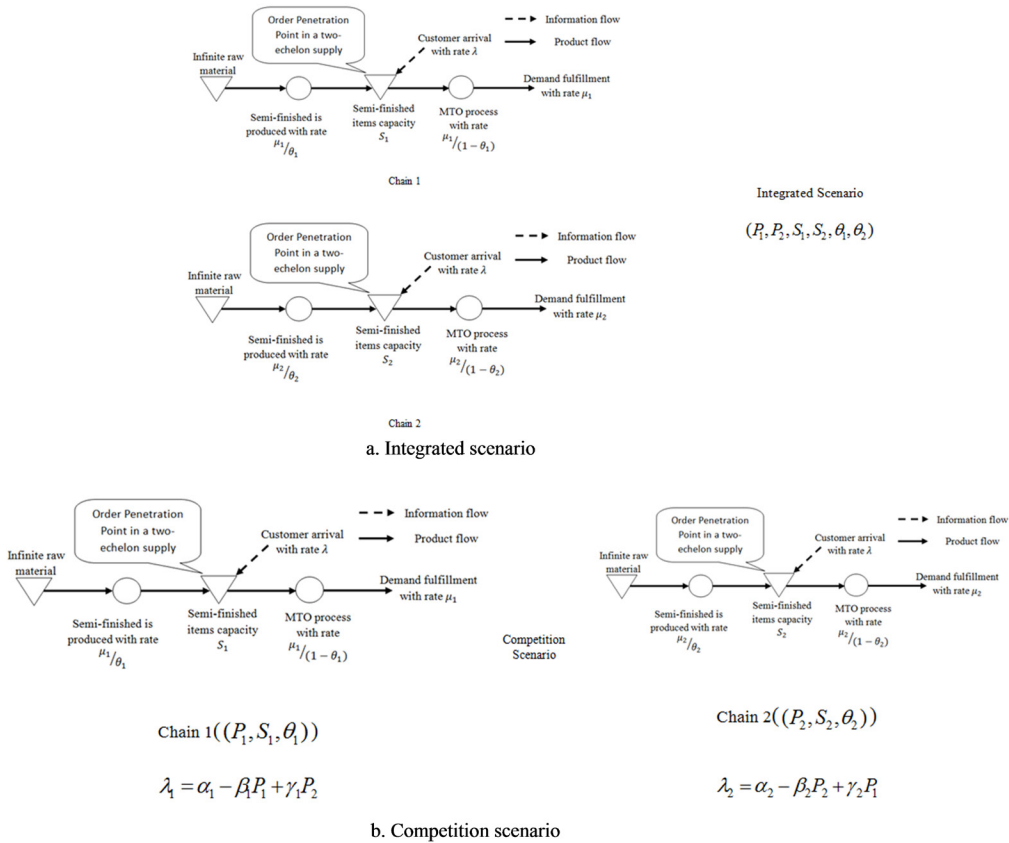 Order Penetration
Point in a two-
echelon supply
Information flow
Product flow
Customer arrival
with rate λ
Infinite raw
material
Demand fulfillment
with rate μ₁
Semi-finished is
produced with rate
μ₁/θ₁
Semi-finished
items capacity
S₁
MTO process
with rate
μ₁/(1 − θ₁)
Chain 1
Integrated Scenario
(P₁,P₂,S₁,S₂,θ₁,θ₂)
Order Penetration
Point in a two-
echelon supply
Information flow
Product flow
Customer arrival
with rate λ
Infinite raw
material
Demand fulfillment
with rate μ₂
Semi-finished is
produced with rate
μ₂/θ₂
Semi-finished
items capacity
S₂
MTO process
with rate
μ₂/(1 − θ₂)
Chain 2
a. Integrated scenario
Order Penetration
Point in a two-
echelon supply
Information flow
Product flow
Customer arrival
with rate λ
Infinite raw
material
Demand fulfillment
with rate μ₁
Semi-finished is
produced with rate
μ₁/θ₁
Semi-finished
items capacity
S₁
MTO process
with rate
μ₁/(1 − θ₁)
Competition
Scenario
Order Penetration
Point in a two-
echelon supply
Information flow
Product flow
Customer arrival
with rate λ
Infinite raw
material
Demand fulfillment
with rate μ₂
Semi-finished is
produced with rate
μ₂/θ₂
Semi-finished
items capacity
S₂
MTO process
with rate
μ₂/(1 − θ₂)
Chain 1((P₁,S₁,θ₁))
λ₁ = α₁ − β₁P₁ + γ₁P₂
Chain 2((P₂,S₂,θ₂))
λ₂ = α₂ − β₂P₂ + γ₂P₁
b. Competition scenario